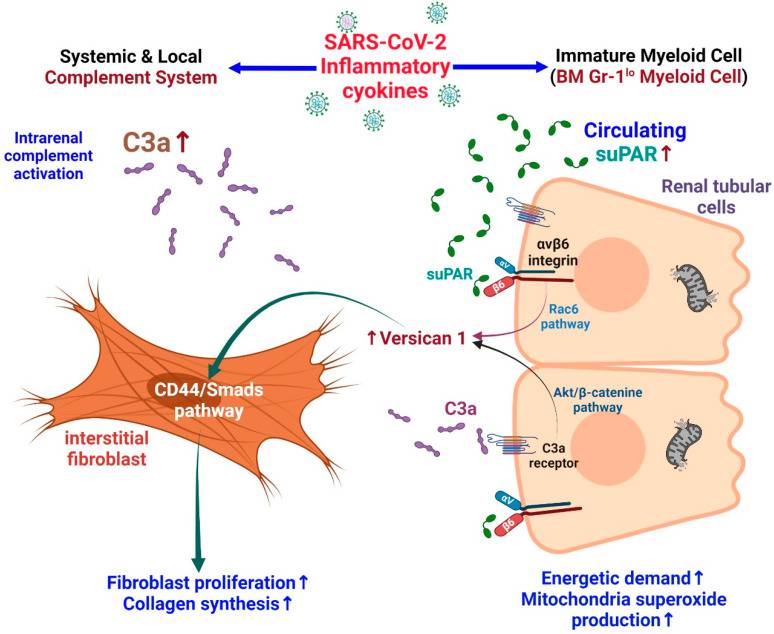 SARS-CoV-2
Inflammatory
cyokines
Systemic & Local
Complement System
Immature Myeloid Cell
(BM Gr-1lo Myeloid Cell)
Intrarenal
complement
activation
C3a↑
Circulating
suPAR↑
Renal tubular
cells
αvβ6
integrin
suPAR
αV
β6
Rac6
pathway
↑Versican 1
CD44/Smads
pathway
interstitial
fibroblast
Akt/β-catenine
pathway
C3a
C3a
receptor
αV
β6
Fibroblast proliferation↑
Collagen synthesis↑
Energetic demand↑
Mitochondria superoxide
production↑